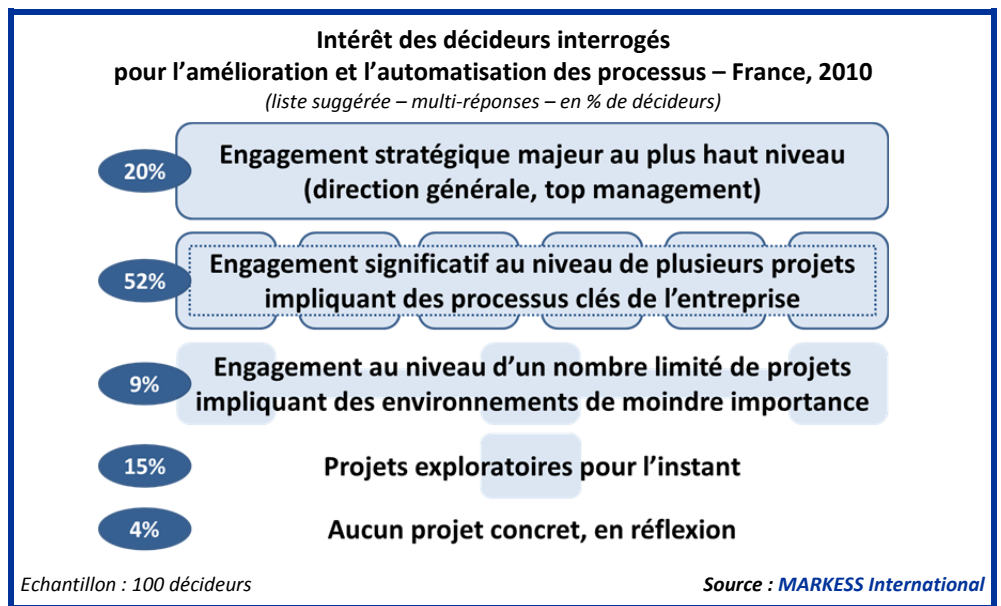 Intérêt des décideurs interrogés
pour l’amélioration et l’automatisation des processus – France, 2010
(liste suggérée – multi-réponses – en % de décideurs)
20%
Engagement stratégique majeur au plus haut niveau
(direction générale, top management)
52%
Engagement significatif au niveau de plusieurs projets
impliquant des processus clés de l’entreprise
9%
Engagement au niveau d’un nombre limité de projets
impliquant des environnements de moindre importance
15%
Projets exploratoires pour l’instant
4%
Aucun projet concret, en réflexion
Echantillon : 100 décideurs
Source : MARKESS International